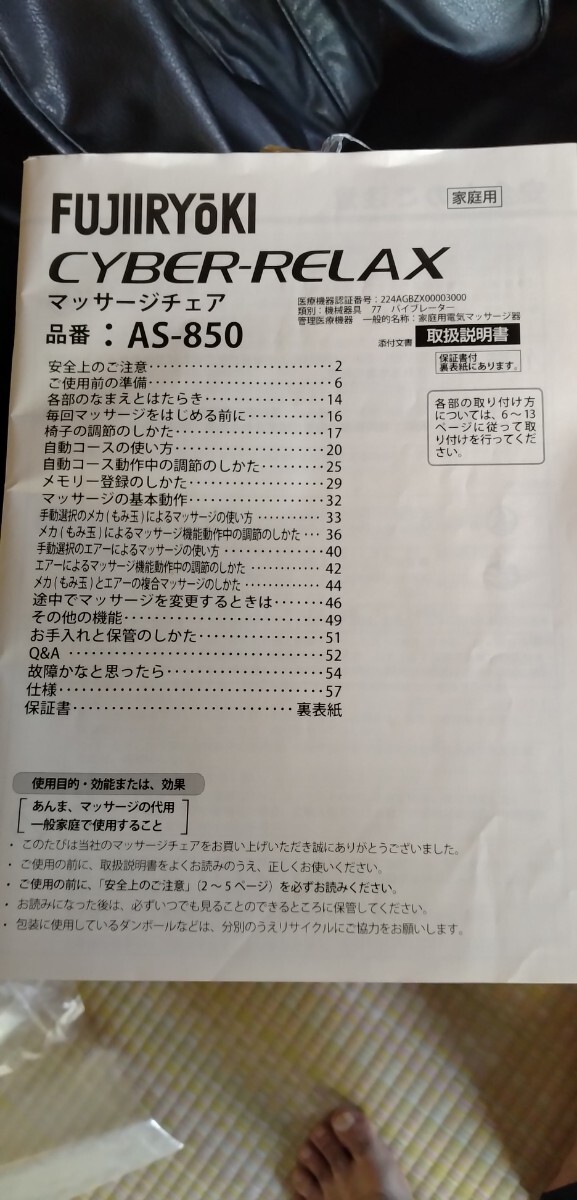 FUJIIRYōKI
家庭用
CYBER-RELAX
マッサージチェア
医療機器認証番号：224AGBZX00003000
類別：機械器具　77　バイブレーター
管理医療機器　一般的名称：家庭用電気マッサージ器
品番：AS-850
添付文書 取扱説明書
保証書付
裏表紙にあります。
各部の取り付け方
については、6～13
ページに従って取
り付けを行ってくだ
さい。
安全上のご注意‥‥‥‥‥‥‥‥‥‥‥‥2
ご使用前の準備‥‥‥‥‥‥‥‥‥‥‥‥6
各部のなまえとはたらき‥‥‥‥‥‥‥‥14
毎回マッサージをはじめる前に‥‥‥‥‥16
椅子の調節のしかた‥‥‥‥‥‥‥‥‥‥17
自動コースの使い方‥‥‥‥‥‥‥‥‥‥20
自動コース動作中の調節のしかた‥‥‥‥25
メモリー登録のしかた‥‥‥‥‥‥‥‥‥29
マッサージの基本動作‥‥‥‥‥‥‥‥‥32
手動選択のメカ(もみ玉)によるマッサージの使い方‥‥‥‥33
メカ(もみ玉)によるマッサージ機能動作中の調節のしかた‥36
手動選択のエアーによるマッサージの使い方‥‥‥‥‥‥40
エアーによるマッサージ機能動作中の調節のしかた‥‥‥‥42
メカ(もみ玉)とエアーの複合マッサージのしかた‥‥‥‥44
途中でマッサージを変更するときは‥‥‥46
その他の機能‥‥‥‥‥‥‥‥‥‥‥‥‥49
お手入れと保管のしかた‥‥‥‥‥‥‥‥51
Q&A‥‥‥‥‥‥‥‥‥‥‥‥‥‥‥‥‥52
故障かなと思ったら‥‥‥‥‥‥‥‥‥‥54
仕様‥‥‥‥‥‥‥‥‥‥‥‥‥‥‥‥‥57
保証書‥‥‥‥‥‥‥‥‥‥‥‥‥‥裏表紙
使用目的・効能または、効果
あんま、マッサージの代用
一般家庭で使用すること
・このたびは当社のマッサージチェアをお買い上げいただき誠にありがとうございました。
・ご使用の前に、取扱説明書をよくお読みのうえ、正しくお使いください。
・ご使用の前に、「安全上のご注意」(2～5ページ)を必ずお読みください。
・お読みになった後は、必ずいつでも見ることのできるところに保管してください。
・包装に使用しているダンボールなどは、分別のうえリサイクルにご協力をお願いします。